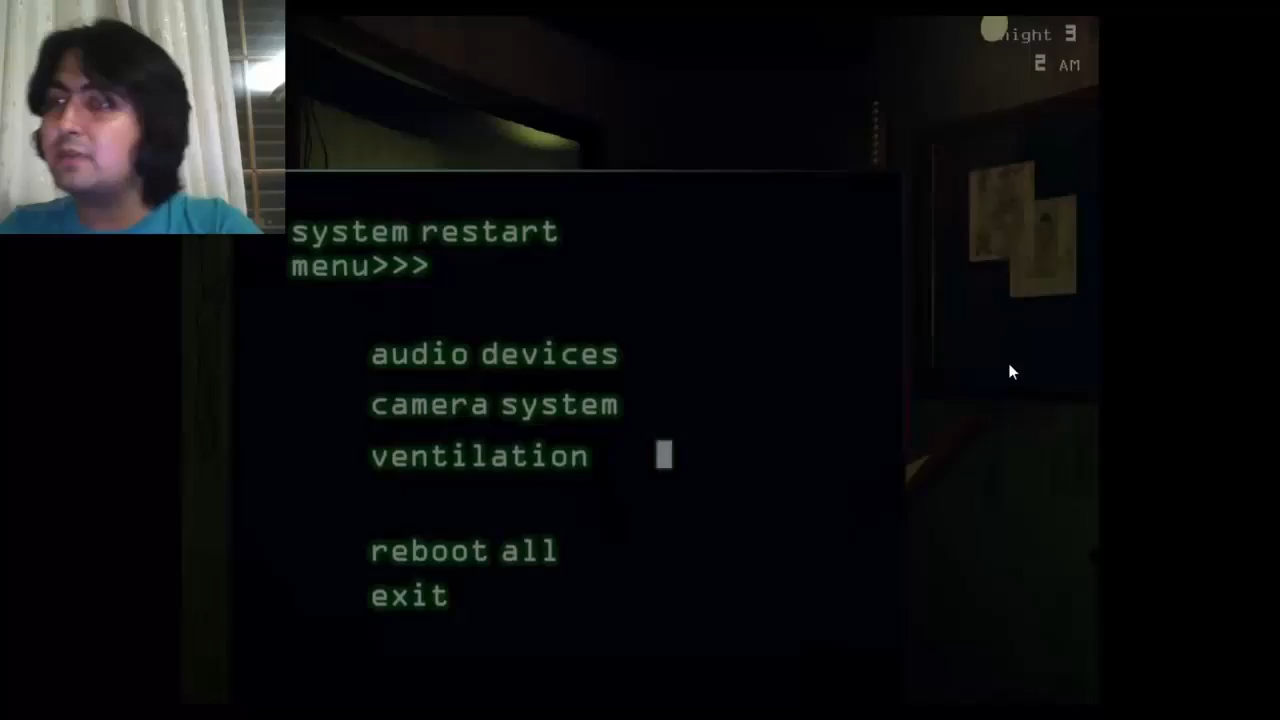 night 3
2 AM
system restart
menu>>>
audio devices
camera system
ventilation
reboot all
exit